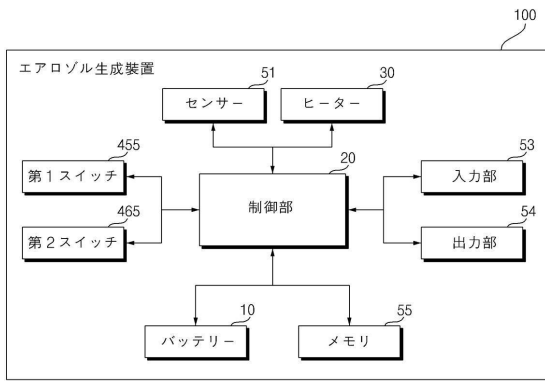 100
エアロゾル生成裝置
51
センサー
30
ヒーター
455
第1スイッチ
20
制御部
53
入力部
465
第2スイッチ
54
出力部
10
バッテリー
55
メモリ